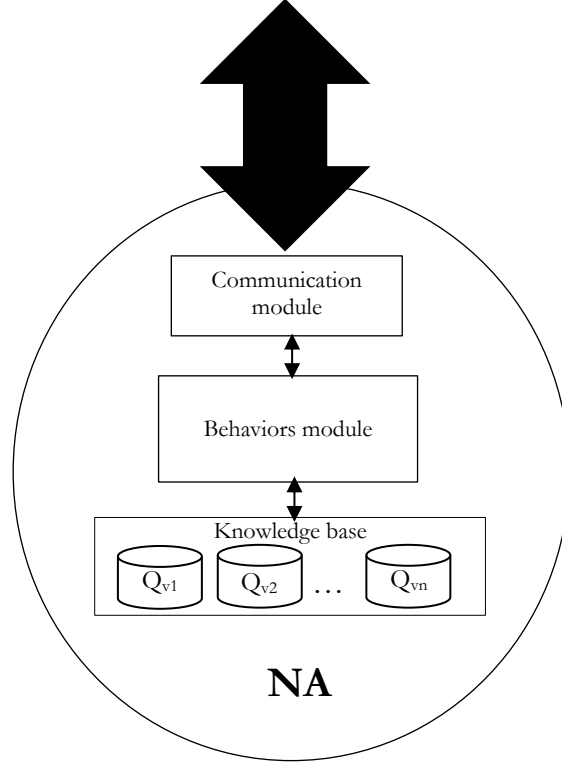 Communication
module
Behaviors module
Knowledge base
Qv1 Qv2 … Qvn
NA